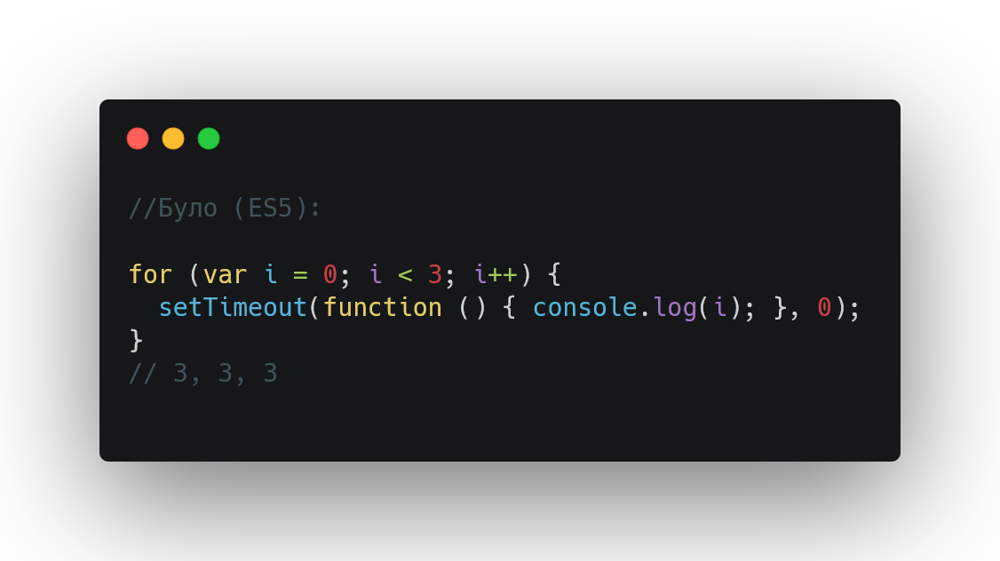 //Було (ES5):
for (var i = 0; i < 3; i++) {
  setTimeout(function () { console.log(i); }, 0);
}
// 3, 3, 3